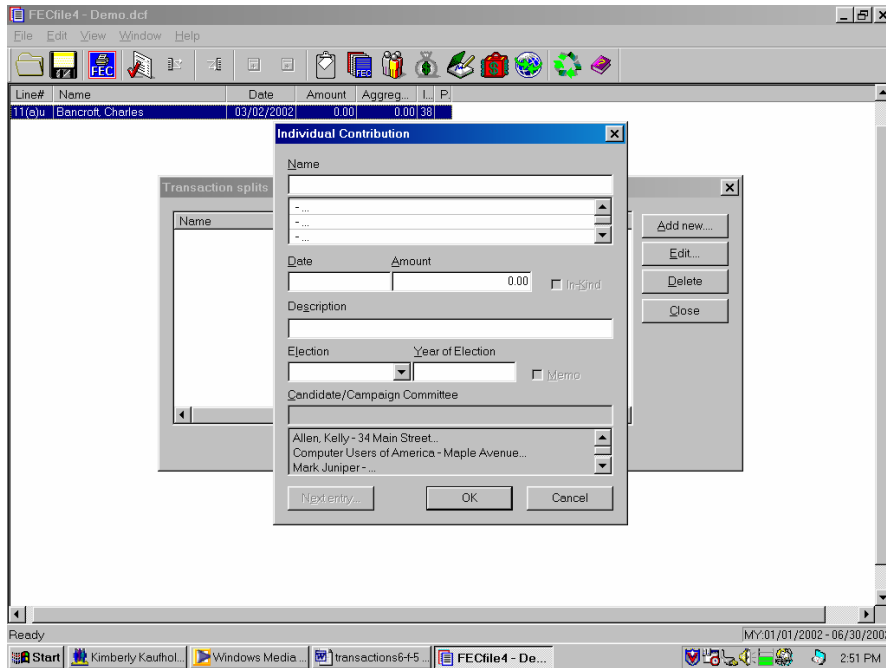 FECfile4 - Demo.dcf
File Edit View Window Help
FEC FEC
Line# Name Date Amount Aggreg... I... P.
11(a)u Bancroft, Charles 03/02/2002 0.00 0.00 38
Individual Contribution
Name
Transaction splits
- ...
Name
- ...
- ...
Add new....
Edit....
Date Amount
0.00 In-Kind
Delete
Description
Close
Election Year of Election
Memo
Candidate/Campaign Committee
Allen, Kelly - 34 Main Street...
Computer Users of America - Maple Avenue...
Mark Juniper - ...
Next entry... OK Cancel
Ready MY:01/01/2002 - 06/30/200
Start Kimberly Kaufhol... Windows Media ... transactions6-f-5 ... FECfile4 - De... 2:51 PM